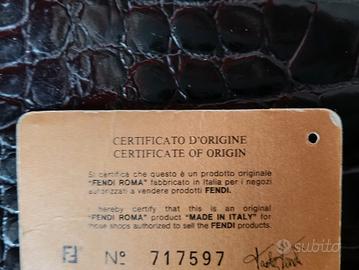 CERTIFICATO D'ORIGINE
CERTIFICATE OF ORIGIN
Si certifica che questo è un prodotto originale
"FENDI ROMA" fabbricato in Italia per i negozi
autorizzati a vendere prodotti FENDI.
I hereby certify that this is an original
"FENDI ROMA" product "MADE IN ITALY" for
those shops authorized to sell the FENDI products.
Nº 717597
subito